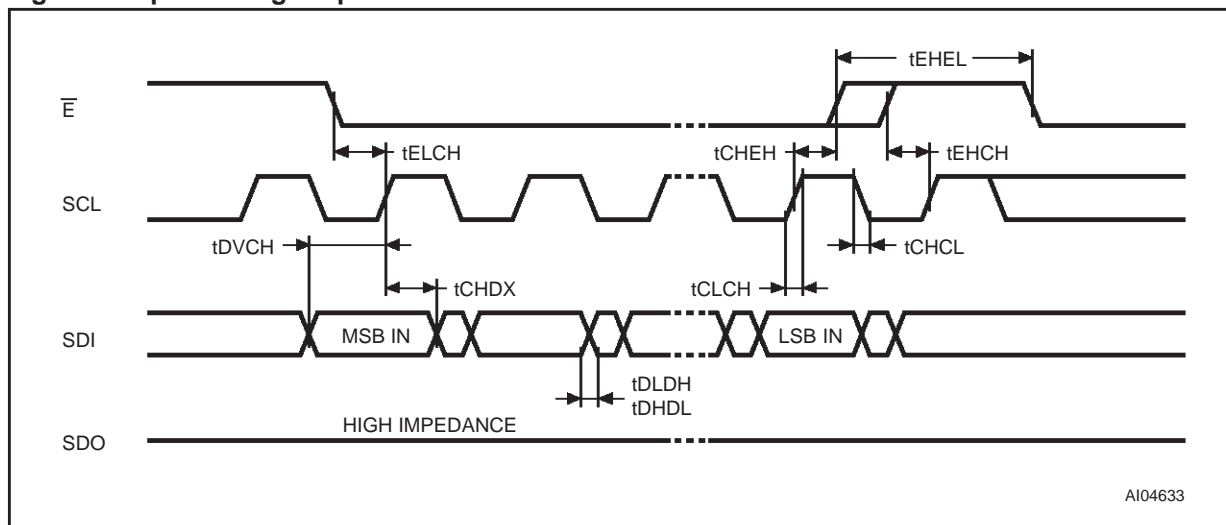 tEHEL
E
tELCH
tCHEH
tEHCH
SCL
tDVCH
tCHCL
tCHDX
tCLCH
SDI
MSB IN
LSB IN
tDLDH
tDHDL
HIGH IMPEDANCE
SDO
AI04633